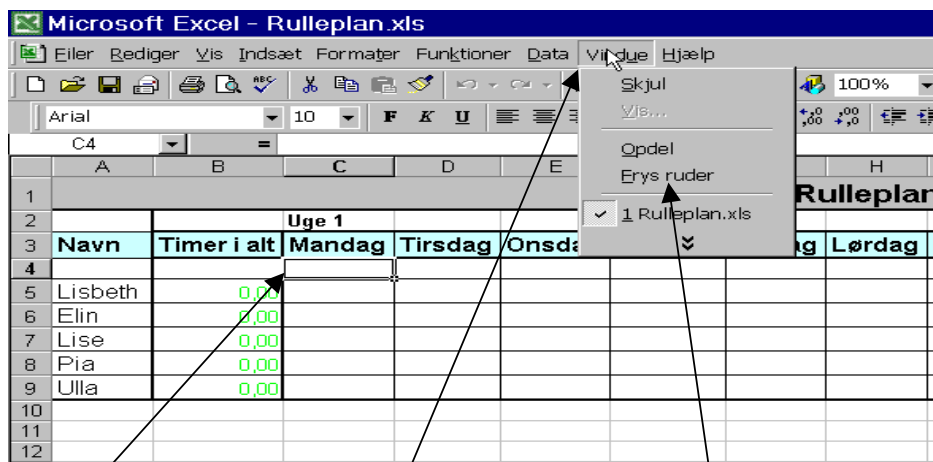 Microsoft Excel - Rulleplan.xls
Filer Rediger Vis Indsæt Formater Funktioner Data Vindue Hjælp
ABC 100%
Arial 10 F K U
C4 =
Skjul
Vis...
Opdel
Frys ruder
1 Rulleplan.xls
A B C D E H
1 Rulleplan
2 Uge 1
3 Navn Timer i alt Mandag Tirsdag Lørdag
4
5 Lisbeth 0,00
6 Elin 0,00
7 Lise 0,00
8 Pia 0,00
9 Ulla 0,00
10
11
12